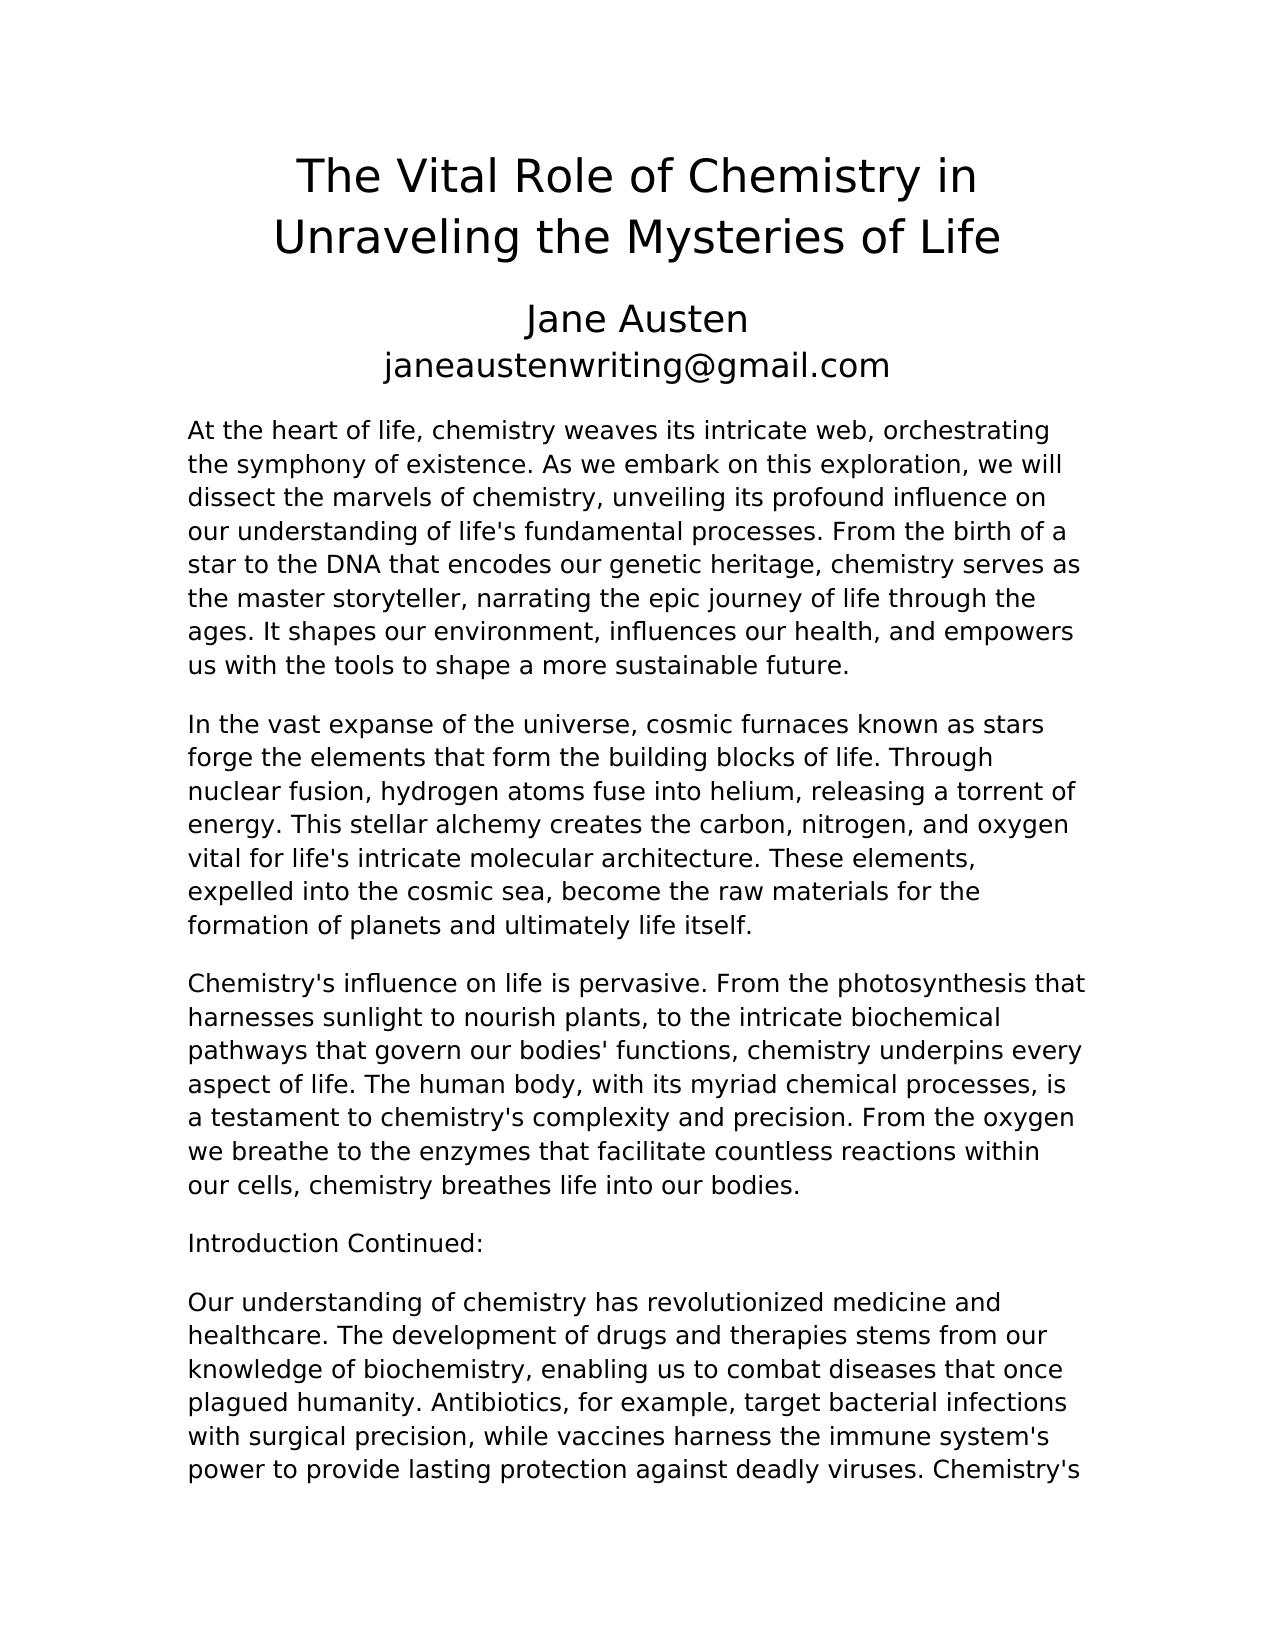 The Vital Role of Chemistry in
Unraveling the Mysteries of Life
Jane Austen
janeaustenwriting@gmail.com
At the heart of life, chemistry weaves its intricate web, orchestrating
the symphony of existence. As we embark on this exploration, we will
dissect the marvels of chemistry, unveiling its profound influence on
our understanding of life's fundamental processes. From the birth of a
star to the DNA that encodes our genetic heritage, chemistry serves as
the master storyteller, narrating the epic journey of life through the
ages. It shapes our environment, influences our health, and empowers
us with the tools to shape a more sustainable future.
In the vast expanse of the universe, cosmic furnaces known as stars
forge the elements that form the building blocks of life. Through
nuclear fusion, hydrogen atoms fuse into helium, releasing a torrent of
energy. This stellar alchemy creates the carbon, nitrogen, and oxygen
vital for life's intricate molecular architecture. These elements,
expelled into the cosmic sea, become the raw materials for the
formation of planets and ultimately life itself.
Chemistry's influence on life is pervasive. From the photosynthesis that
harnesses sunlight to nourish plants, to the intricate biochemical
pathways that govern our bodies' functions, chemistry underpins every
aspect of life. The human body, with its myriad chemical processes, is
a testament to chemistry's complexity and precision. From the oxygen
we breathe to the enzymes that facilitate countless reactions within
our cells, chemistry breathes life into our bodies.
Introduction Continued:
Our understanding of chemistry has revolutionized medicine and
healthcare. The development of drugs and therapies stems from our
knowledge of biochemistry, enabling us to combat diseases that once
plagued humanity. Antibiotics, for example, target bacterial infections
with surgical precision, while vaccines harness the immune system's
power to provide lasting protection against deadly viruses. Chemistry's